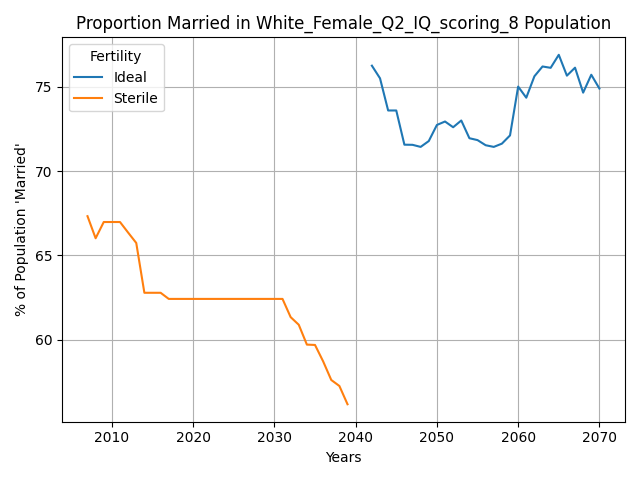 Proportion Married in White_Female_Q2_IQ_scoring_8 Population
Fertility
Ideal
Sterile
% of Population 'Married'
75
70
65
60
2010
2020
2030
2040
2050
2060
2070
Years